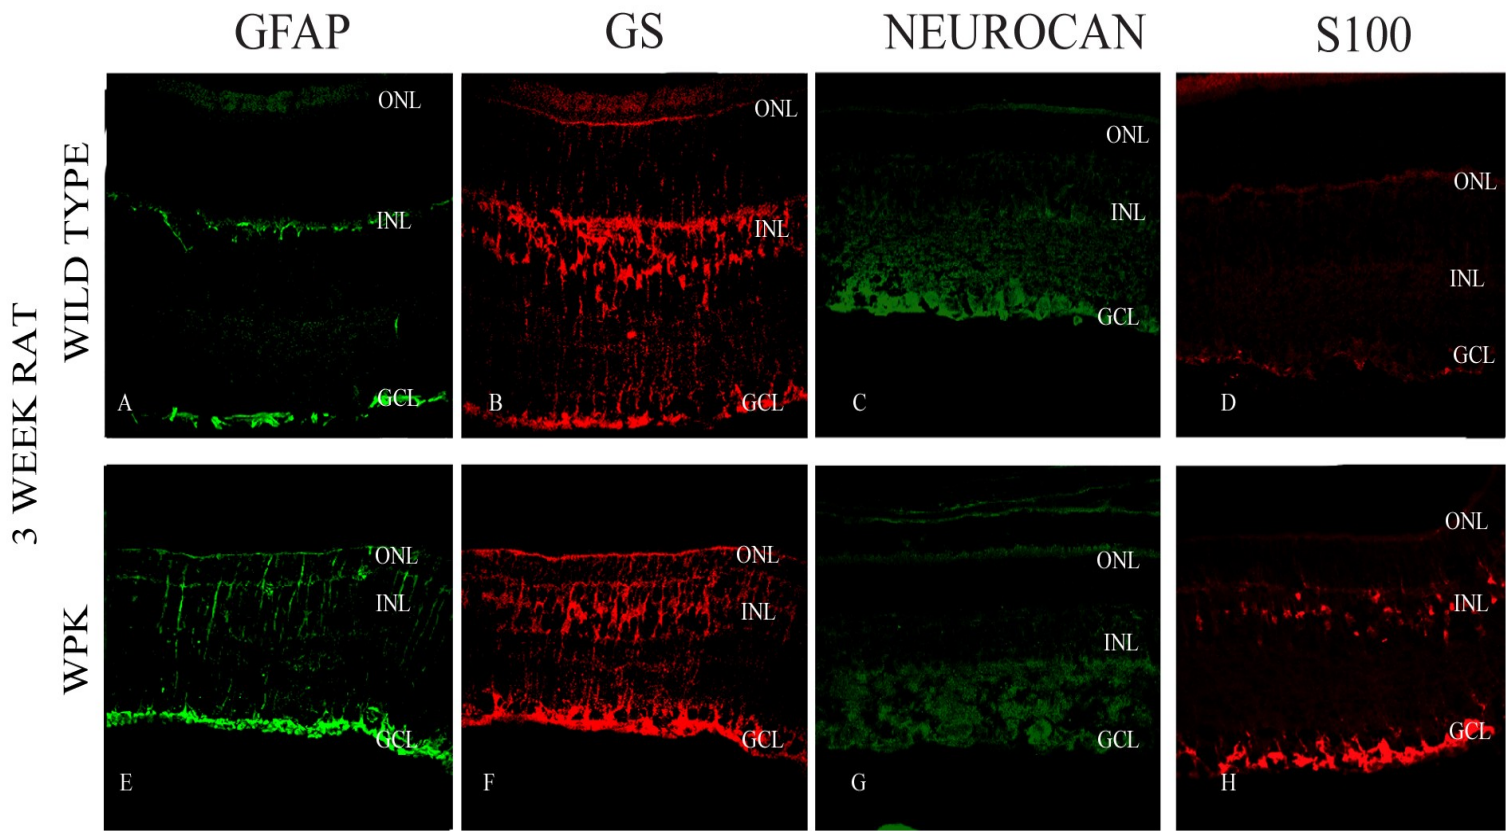 GFAP GS NEUROCAN S100
3 WEEK RAT
WILD TYPE
ONL
INL
GCL
A
ONL
INL
GCL
B
ONL
INL
GCL
C
ONL
INL
GCL
D
WPK
ONL
INL
GCL
E
ONL
INL
GCL
F
ONL
INL
GCL
G
ONL
INL
GCL
H